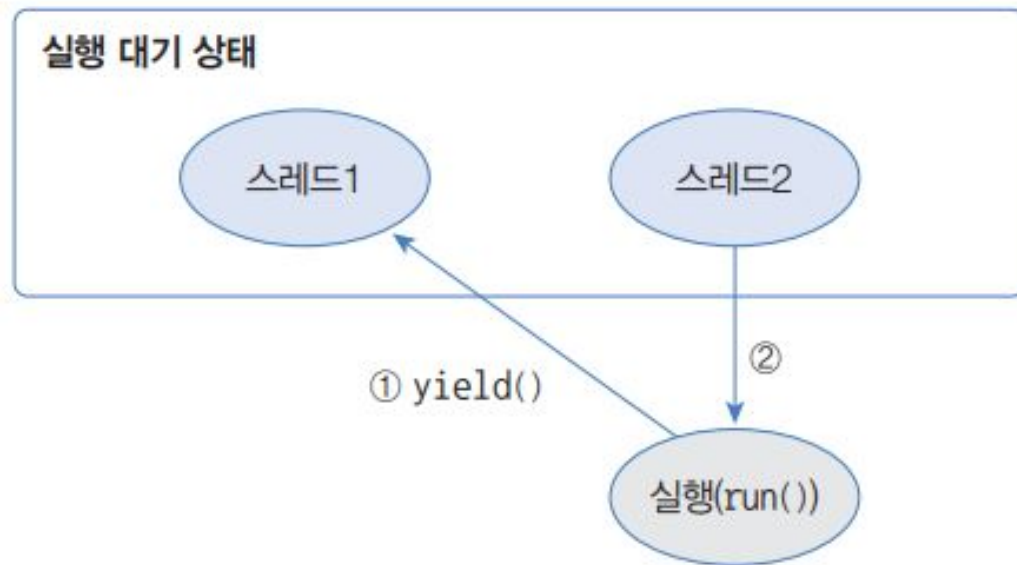 실행 대기 상태
스레드1
스레드2
① yield()
②
실행(run())